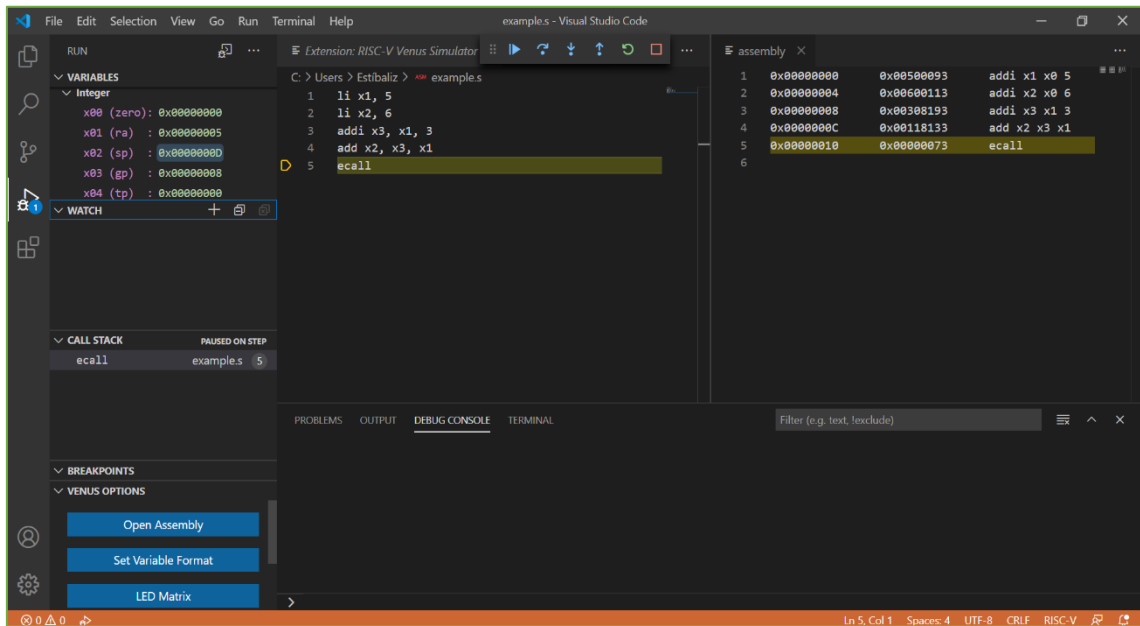 File Edit Selection View Go Run Terminal Help example.s - Visual Studio Code
RUN
VARIABLES
Integer
x00 (zero): 0x00000000
x01 (ra) : 0x00000005
x02 (sp) : 0x0000000D
x03 (gp) : 0x00000008
x04 (tp) : 0x00000000
WATCH
CALL STACK PAUSED ON STEP
ecall example.s 5
BREAKPOINTS
VENUS OPTIONS
Open Assembly
Set Variable Format
LED Matrix
1
Extension: RISC-V Venus Simulator
C: > Users > Estíbaliz > ASM example.s
1 li x1, 5
2 li x2, 6
3 addi x3, x1, 3
4 add x2, x3, x1
5 ecall
assembly
1 0x00000000 0x00500093 addi x1 x0 5
2 0x00000004 0x00600113 addi x2 x0 6
3 0x00000008 0x00308193 addi x3 x1 3
4 0x0000000C 0x00118133 add x2 x3 x1
5 0x00000010 0x00000073 ecall
6
PROBLEMS OUTPUT DEBUG CONSOLE TERMINAL Filter (e.g. text, !exclude)
0 0 Ln 5, Col 1 Spaces: 4 UTF-8 CRLF RISC-V